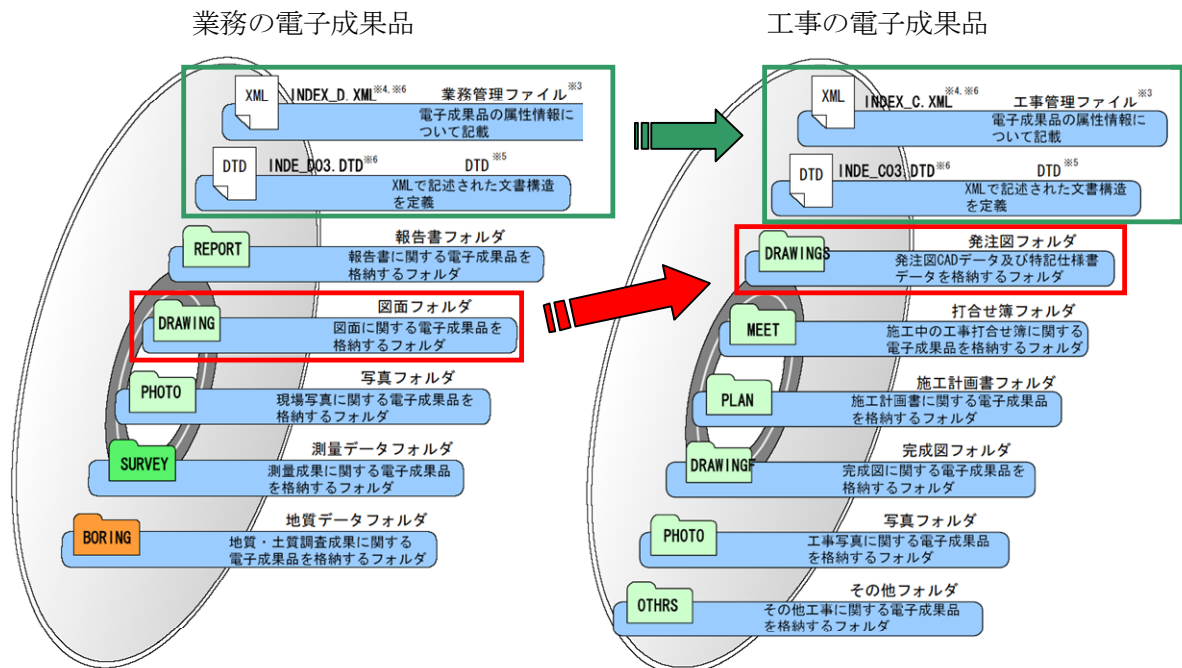 業務の電子成果品
XML
INDEX_D.XML※4.※6 業務管理ファイル※3
電子成果品の属性情報に
ついて記載
DTD
INDE_D03.DTD※6 DTD※5
XMLで記述された文書構造
を定義
REPORT
報告書フォルダ
報告書に関する電子成果品を
格納するフォルダ
DRAWING
図面フォルダ
図面に関する電子成果品を
格納するフォルダ
PHOTO
写真フォルダ
現場写真に関する電子成果品を
格納するフォルダ
SURVEY
測量データフォルダ
測量成果に関する電子成果品
を格納するフォルダ
BORING
地質データフォルダ
地質・土質調査成果に関する
電子成果品を格納するフォルダ
工事の電子成果品
XML
INDEX_C.XML※4.※6 工事管理ファイル※3
電子成果品の属性情報に
ついて記載
DTD
INDE_C03.DTD※6 DTD※5
XMLで記述された文書構造
を定義
DRAWINGS
発注図フォルダ
発注図CADデータ及び特記仕様書
データを格納するフォルダ
MEET
打合せ簿フォルダ
施工中の工事打合せ簿に関する
電子成果品を格納するフォルダ
PLAN
施工計画書フォルダ
施工計画書に関する電子成果品
を格納するフォルダ
DRAWINGF
完成図フォルダ
完成図に関する電子成果品を
格納するフォルダ
PHOTO
写真フォルダ
工事写真に関する電子成果品
を格納するフォルダ
OTHRS
その他フォルダ
その他工事に関する電子成果品
を格納するフォルダ